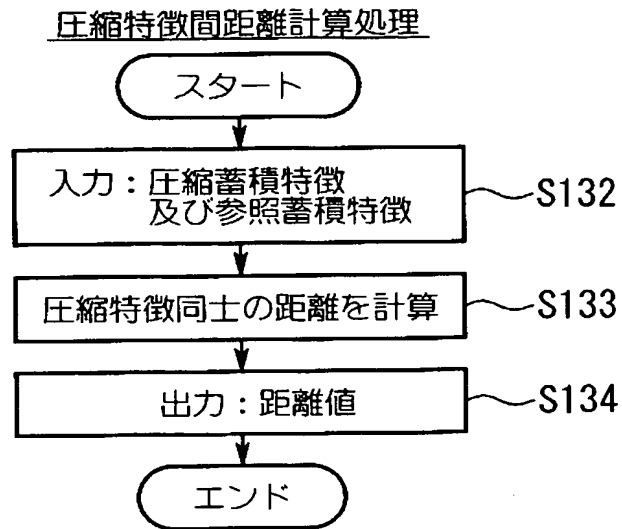 圧縮特徴間距離計算処理
スタート
入力：圧縮蓄積特徴
及び参照蓄積特徴
S132
圧縮特徴同士の距離を計算
S133
出力：距離値
S134
エンド